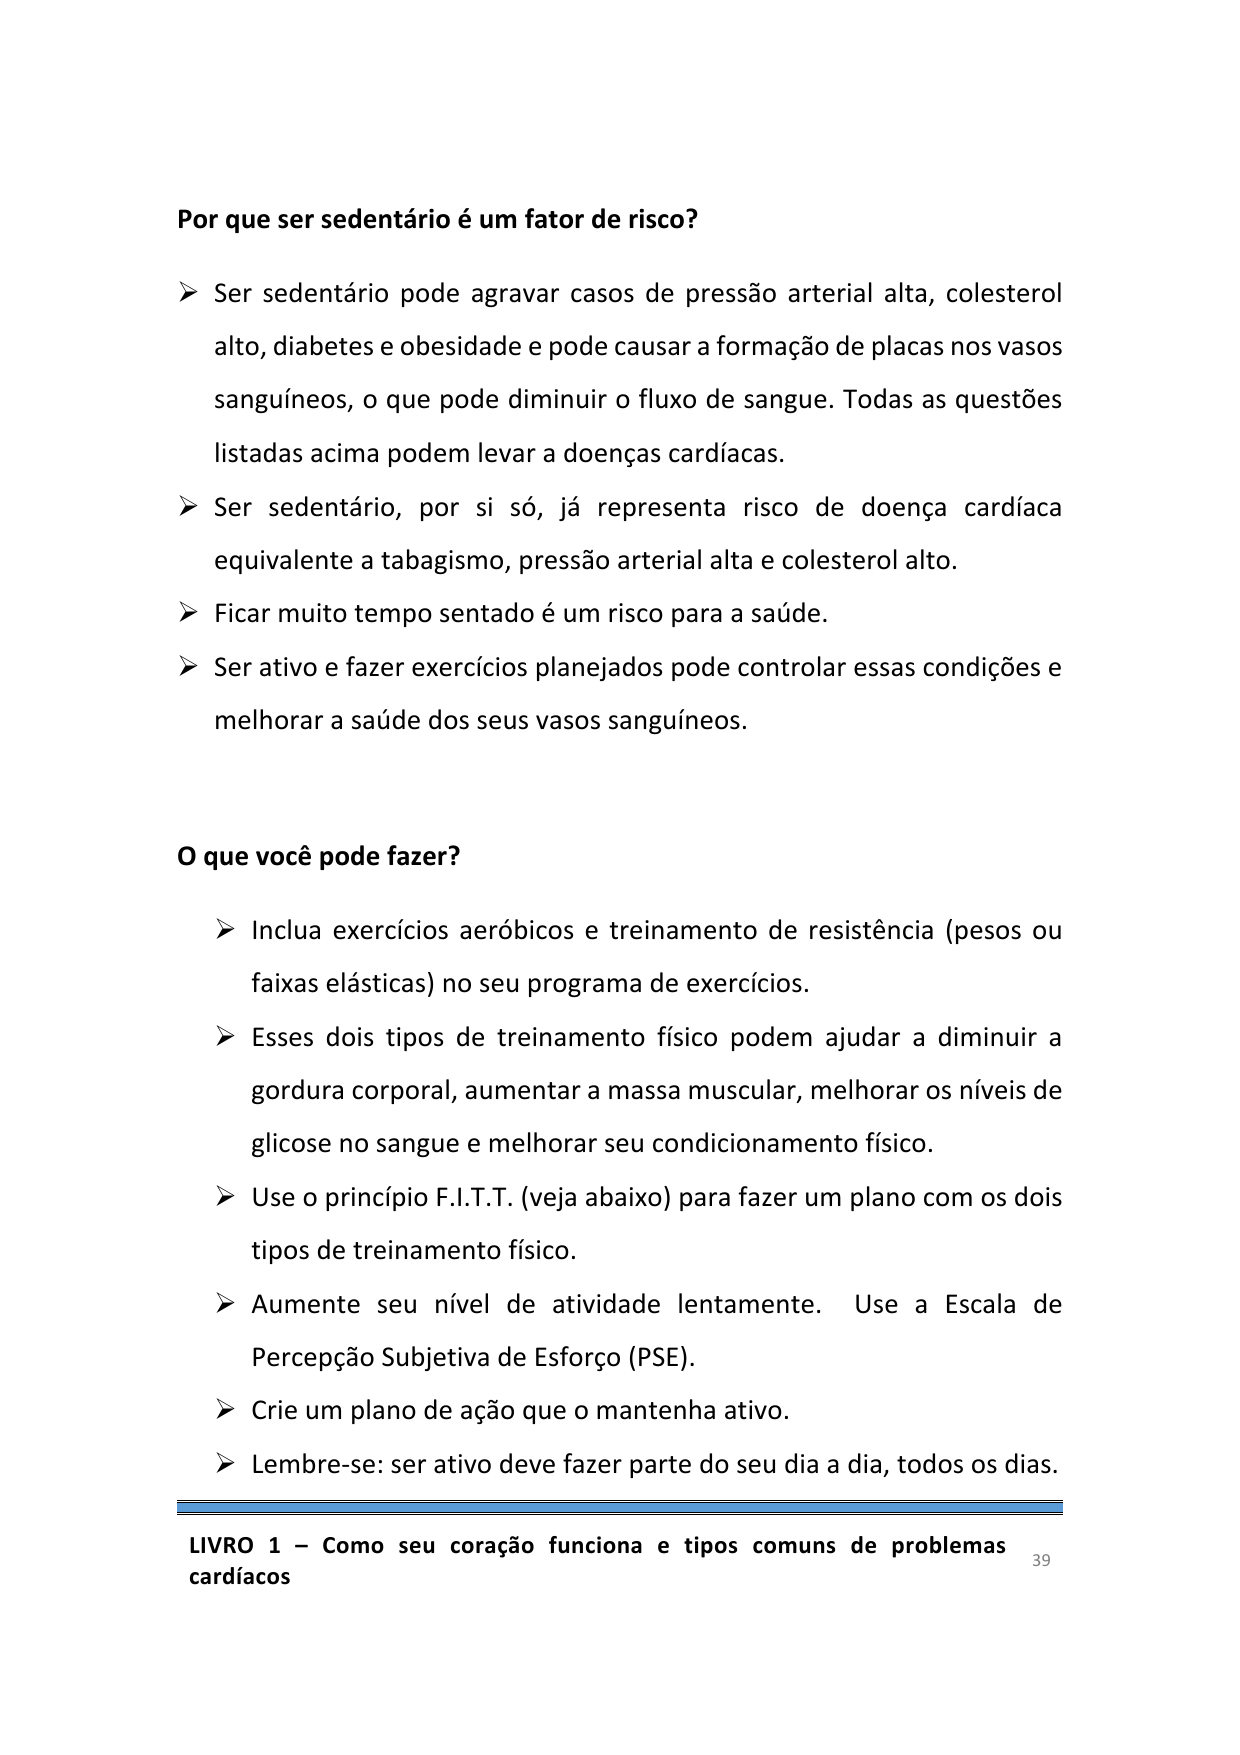 Por que ser sedentário é um fator de risco?
➢ Ser sedentário pode agravar casos de pressão arterial alta, colesterol
alto, diabetes e obesidade e pode causar a formação de placas nos vasos
sanguíneos, o que pode diminuir o fluxo de sangue. Todas as questões
listadas acima podem levar a doenças cardíacas.
➢ Ser sedentário, por si só, já representa risco de doença cardíaca
equivalente a tabagismo, pressão arterial alta e colesterol alto.
➢ Ficar muito tempo sentado é um risco para a saúde.
➢ Ser ativo e fazer exercícios planejados pode controlar essas condições e
melhorar a saúde dos seus vasos sanguíneos.
O que você pode fazer?
➢ Inclua exercícios aeróbicos e treinamento de resistência (pesos ou
faixas elásticas) no seu programa de exercícios.
➢ Esses dois tipos de treinamento físico podem ajudar a diminuir a
gordura corporal, aumentar a massa muscular, melhorar os níveis de
glicose no sangue e melhorar seu condicionamento físico.
➢ Use o princípio F.I.T.T. (veja abaixo) para fazer um plano com os dois
tipos de treinamento físico.
➢ Aumente seu nível de atividade lentamente.  Use a Escala de
Percepção Subjetiva de Esforço (PSE).
➢ Crie um plano de ação que o mantenha ativo.
➢ Lembre-se: ser ativo deve fazer parte do seu dia a dia, todos os dias.
LIVRO 1 – Como seu coração funciona e tipos comuns de problemas
cardíacos
39